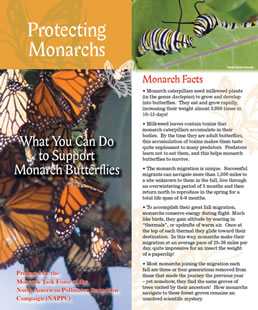 Protecting
Monarchs
What You Can Do
to Support
Monarch Butterflies
Monarch Facts
• Monarch caterpillars need milkweed plants
(in the genus Asclepias) to grow and develop
into butterflies. They eat and grow rapidly,
increasing their weight almost 3,000 times in
10-15 days!
• Milkweed leaves contain toxins that
monarch caterpillars accumulate in their
bodies. By the time they are adult butterflies,
this accumulation of toxins makes them taste
quite unpleasant to many predators. Predators
learn not to eat them, and this helps monarch
butterflies to survive.
• The monarch migration is unique. Successful
migrants can navigate more than 1,500 miles to
a site unknown to them in the fall, live through
an overwintering period of 5 months and then
return north to reproduce in the spring for a
total life span of 6-9 months.
• To accomplish their great fall migration,
monarchs conserve energy during flight. Much
like birds, they gain altitude by soaring in
"thermals", or updrafts of warm air. Once at
the top of each thermal they glide toward their
destination. In this way, monarchs make their
migration at an average pace of 25-30 miles per
day, quite impressive for an insect the weight
of a paperclip!
• Most monarchs joining the migration each
fall are three or four generations removed from
those that made the journey the previous year
- yet somehow, they find the same groves of
trees visited by their ancestors! How monarchs
navigate to these forest groves remains an
unsolved scientific mystery.
Prepared by the
Monarch Task Force of the
North American Pollinator Protection
Campaign (NAPPC)